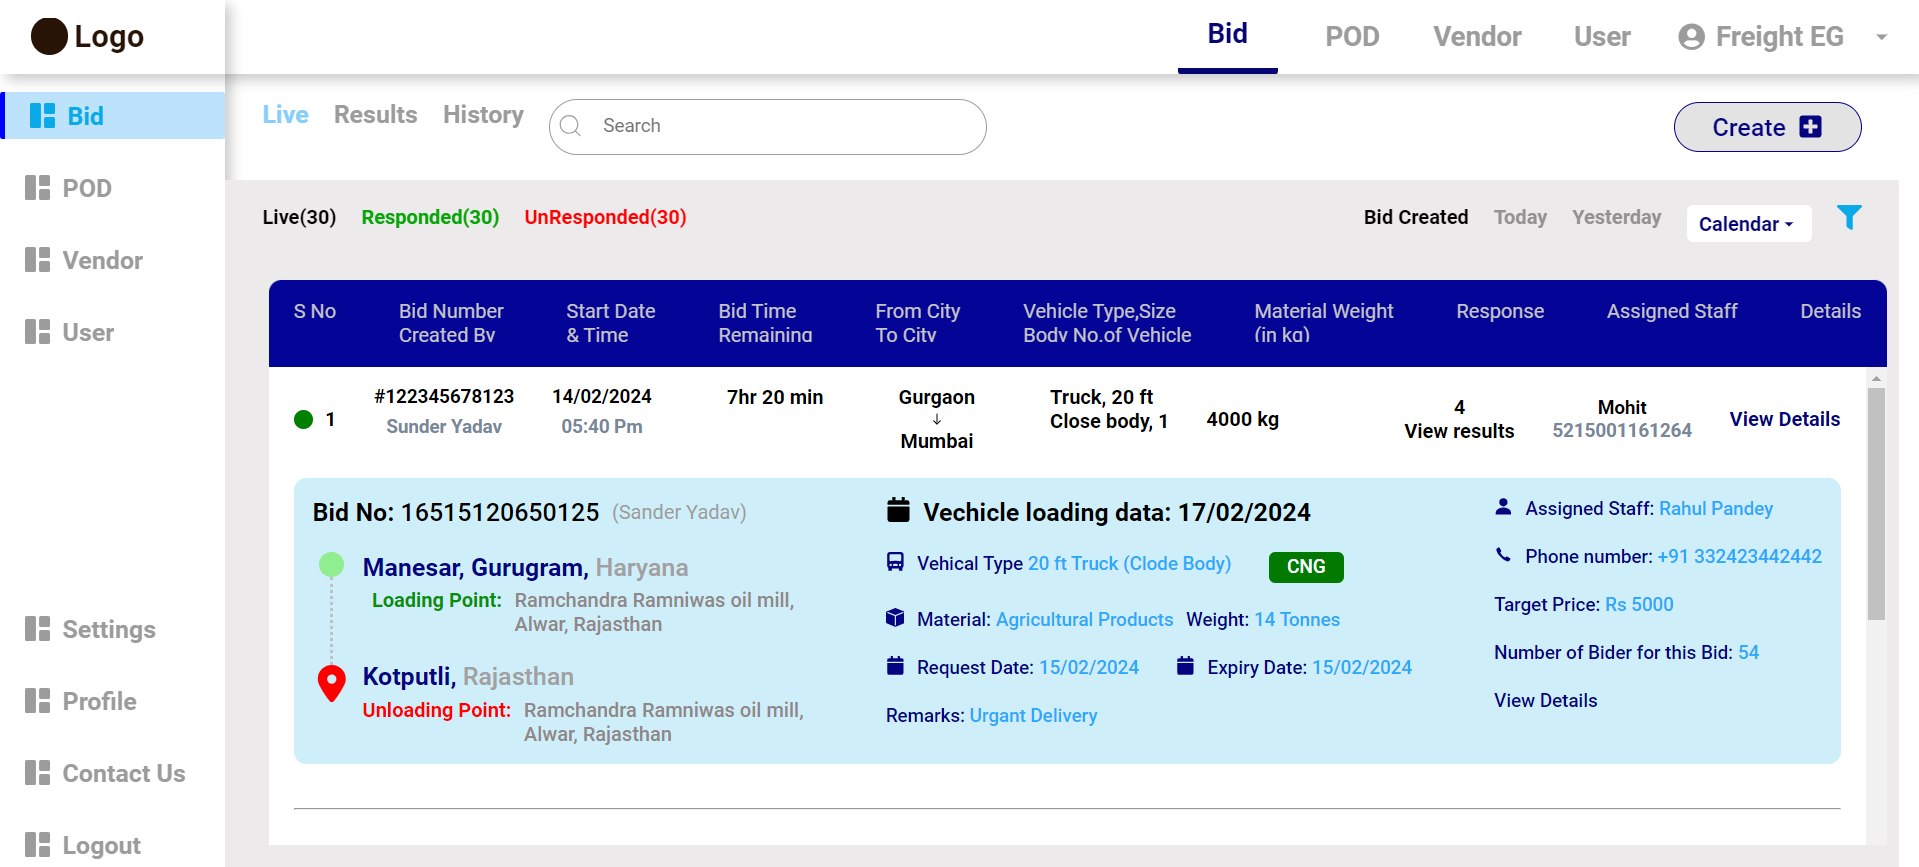 Logo
Bid
POD
Vendor
User
Freight EG
Bid
POD
Vendor
User
Settings
Profile
Contact Us
Logout
Live
Results
History
Search
Create
Live(30)
Responded(30)
UnResponded(30)
Bid Created
Today
Yesterday
Calendar
S No
Bid Number
Created By
Start Date
& Time
Bid Time
Remaining
From City
To City
Vehicle Type,Size
Body No.of Vehicle
Material Weight
(in kg)
Response
Assigned Staff
Details
1
#122345678123
Sunder Yadav
14/02/2024
05:40 Pm
7hr 20 min
Gurgaon
↓
Mumbai
Truck, 20 ft
Close body, 1
4000 kg
4
View results
Mohit
5215001161264
View Details
Bid No: 16515120650125 (Sander Yadav)
Manesar, Gurugram, Haryana
Loading Point: Ramchandra Ramniwas oil mill,
Alwar, Rajasthan
Kotputli, Rajasthan
Unloading Point: Ramchandra Ramniwas oil mill,
Alwar, Rajasthan
Vechicle loading data: 17/02/2024
Vehical Type 20 ft Truck (Clode Body)
CNG
Material: Agricultural Products Weight: 14 Tonnes
Request Date: 15/02/2024 Expiry Date: 15/02/2024
Remarks: Urgant Delivery
Assigned Staff: Rahul Pandey
Phone number: +91 332423442442
Target Price: Rs 5000
Number of Bider for this Bid: 54
View Details